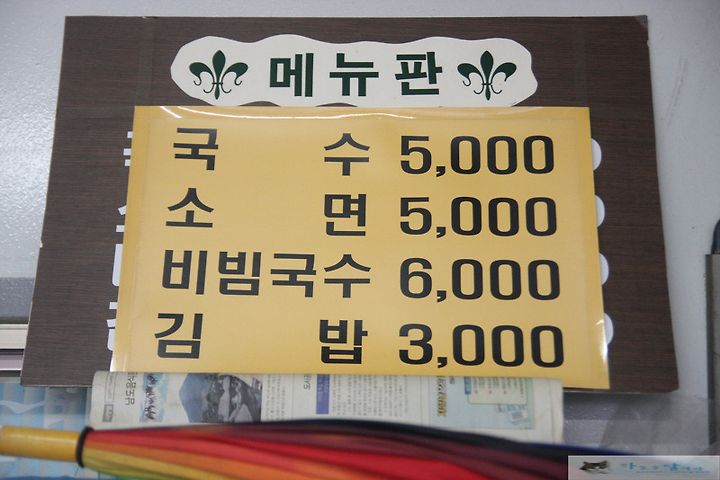 메뉴판
국 수 5,000
소 면 5,000
비빔국수 6,000
김 밥 3,000